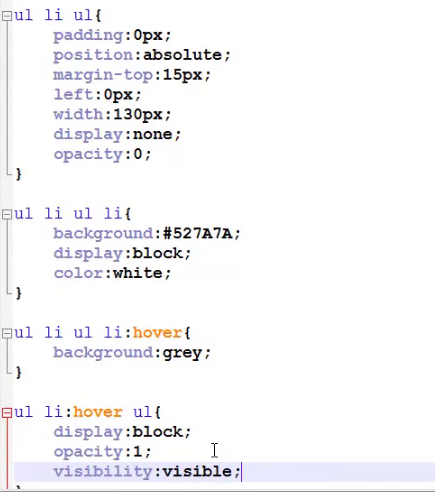 ul li ul{
padding:0px;
position:absolute;
margin-top:15px;
left:0px;
width:130px;
display:none;
opacity:0;
}
ul li ul li{
background:#527A7A;
display:block;
color:white;
}
ul li ul li:hover{
background:grey;
}
ul li:hover ul{
display:block;
opacity:1;
visibility:visible;
}